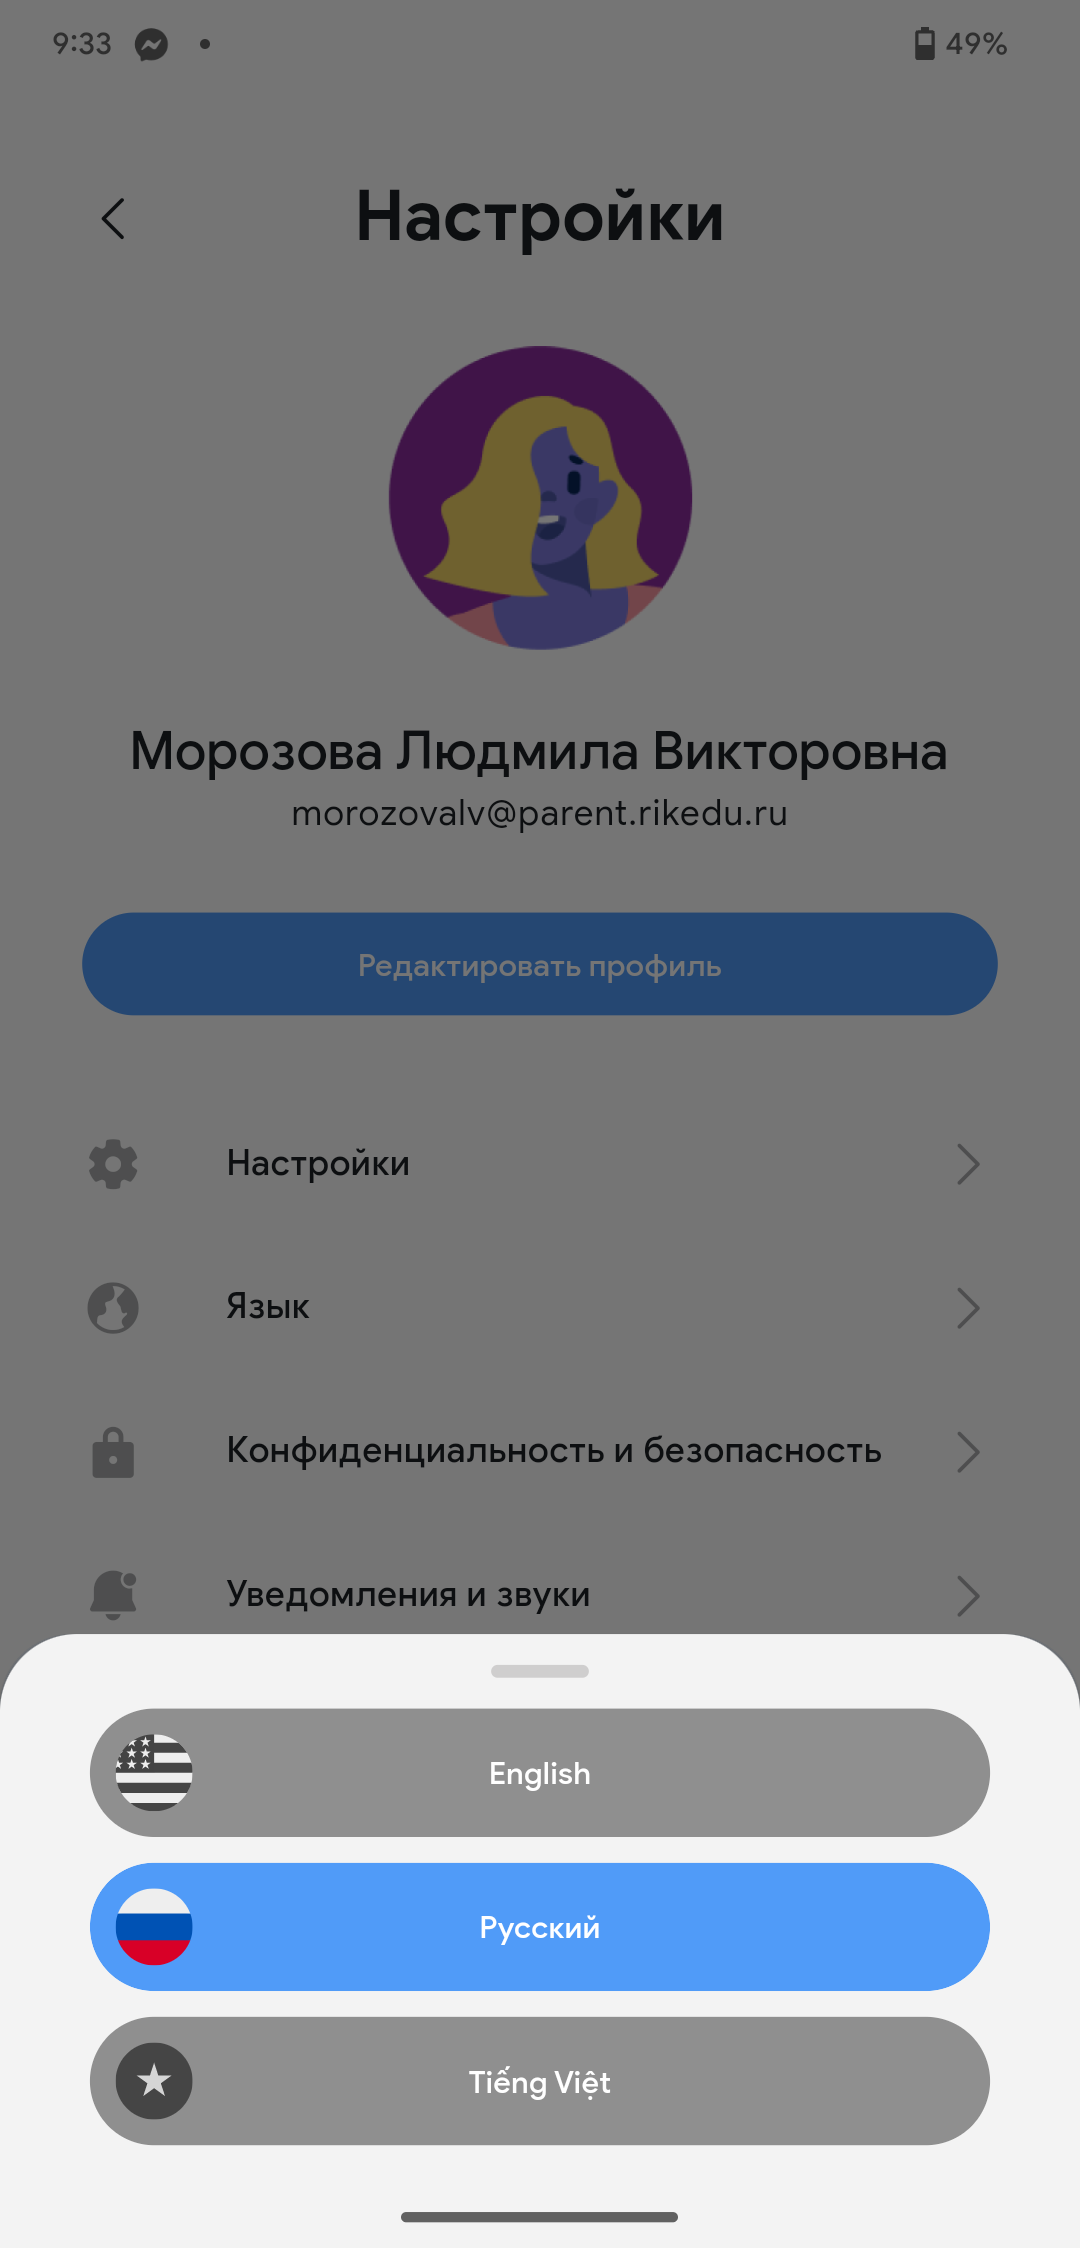 9:33
49%
Настройки
Морозова Людмила Викторовна
morozovalv@parent.rikedu.ru
Редактировать профиль
Настройки
Язык
Конфиденциальность и безопасность
Уведомления и звуки
English
Русский
Tiếng Việt